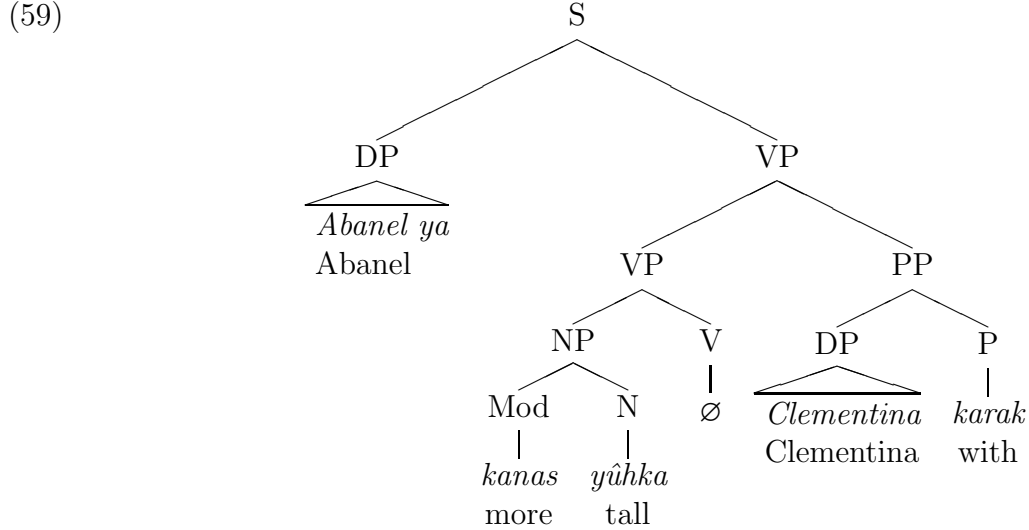 (59) S
DP VP
Abanel ya
Abanel
VP PP
NP V DP P
Mod N ∅ Clementina karak
Clementina with
kanas yûhka
more tall